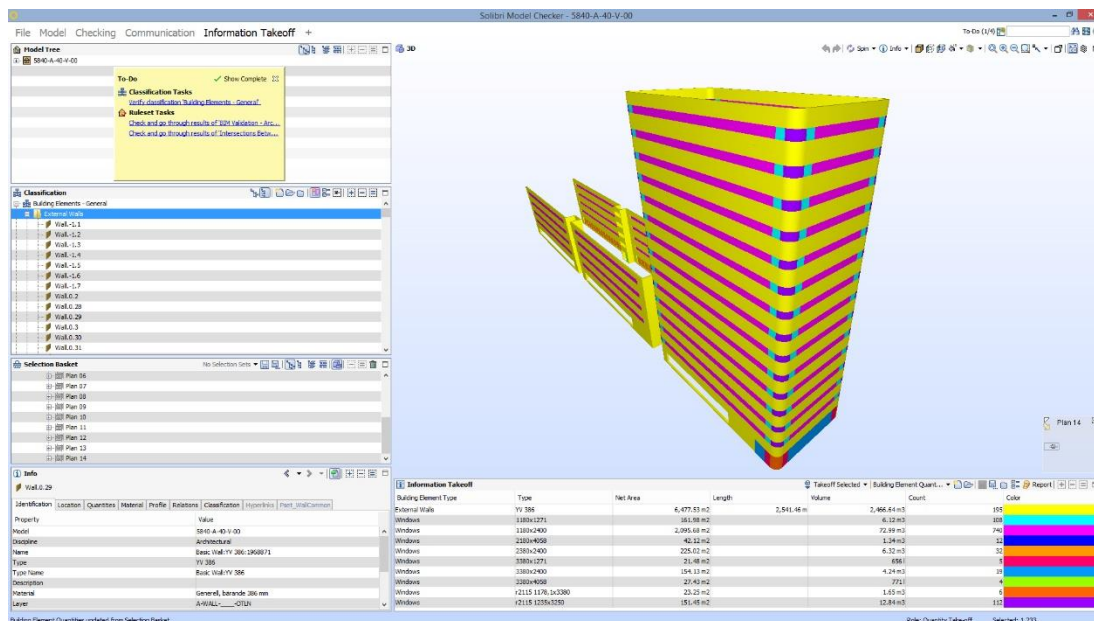 Solibri Model Checker - 5840-A-40-V-00
File Model Checking Communication Information Takeoff +
To-Do (1/4)
Model Tree
5840-A-40-V-00
To-Do Show Complete
Classification Tasks
Verify classification 'Building Elements - General'.
Ruleset Tasks
Check and go through results of 'BIM Validation - Arc...
Check and go through results of 'Intersections Betw...
Classification
Building Elements - General
External Walls
Wall.-1.1
Wall.-1.2
Wall.-1.3
Wall.-1.4
Wall.-1.5
Wall.-1.6
Wall.-1.7
Wall.0.2
Wall.0.28
Wall.0.29
Wall.0.3
Wall.0.30
Wall.0.31
Selection Basket No Selection Sets
Plan 06
Plan 07
Plan 08
Plan 09
Plan 10
Plan 11
Plan 12
Plan 13
Plan 14
Info
Wall.0.29
Identification Location Quantities Material Profile Relations Classification Hyperlinks Pset_WallCommon
Property Value
Model 5840-A-40-V-00
Discipline Architectural
Name Basic Wall:YV 386:1968871
Type YV 386
Type Name Basic Wall:YV 386
Description
Material Generell, bärande 386 mm
Layer A-WALL-____-OTLN
3D
Spin Info
Plan 14
Information Takeoff
Takeoff Selected Building Element Quant... Report
Building Element Type Type Net Area Length Volume Count Color
External Walls YV 386 6,477.53 m2 2,541.46 m 2,466.64 m3 195
Windows 1180x1271 161.98 m2 6.12 m3 108
Windows 1180x2400 2,095.68 m2 72.99 m3 740
Windows 2180x4058 42.12 m2 1.34 m3 12
Windows 2380x2400 225.02 m2 6.32 m3 32
Windows 3380x1271 21.48 m2 656 l 5
Windows 3380x2400 154.13 m2 4.24 m3 19
Windows 3380x4058 27.43 m2 771 l 4
Windows r2115 1178,1x3380 23.25 m2 1.65 m3 6
Windows r2115 1235x3250 151.45 m2 12.84 m3 112
Building Element Quantities updated from Selection Basket
Role: Quantity Take-off Selected: 1,233